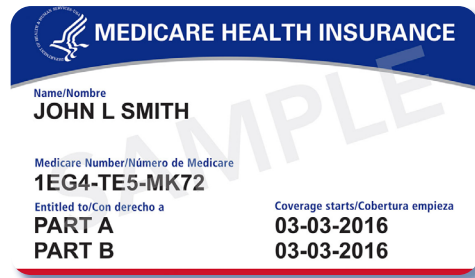 MEDICARE HEALTH INSURANCE
Name/Nombre
JOHN L SMITH
Medicare Number/Número de Medicare
1EG4-TE5-MK72
Entitled to/Con derecho a Coverage starts/Cobertura empieza
PART A 03-03-2016
PART B 03-03-2016
SAMPLE